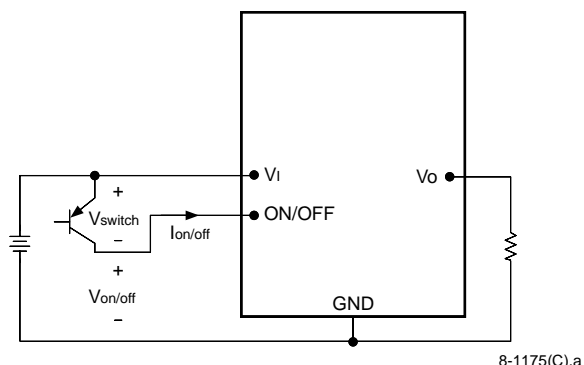 VI
VO
+
Vswitch
ON/OFF
Ion/off
–
+
Von/off
–
GND
8-1175(C).a